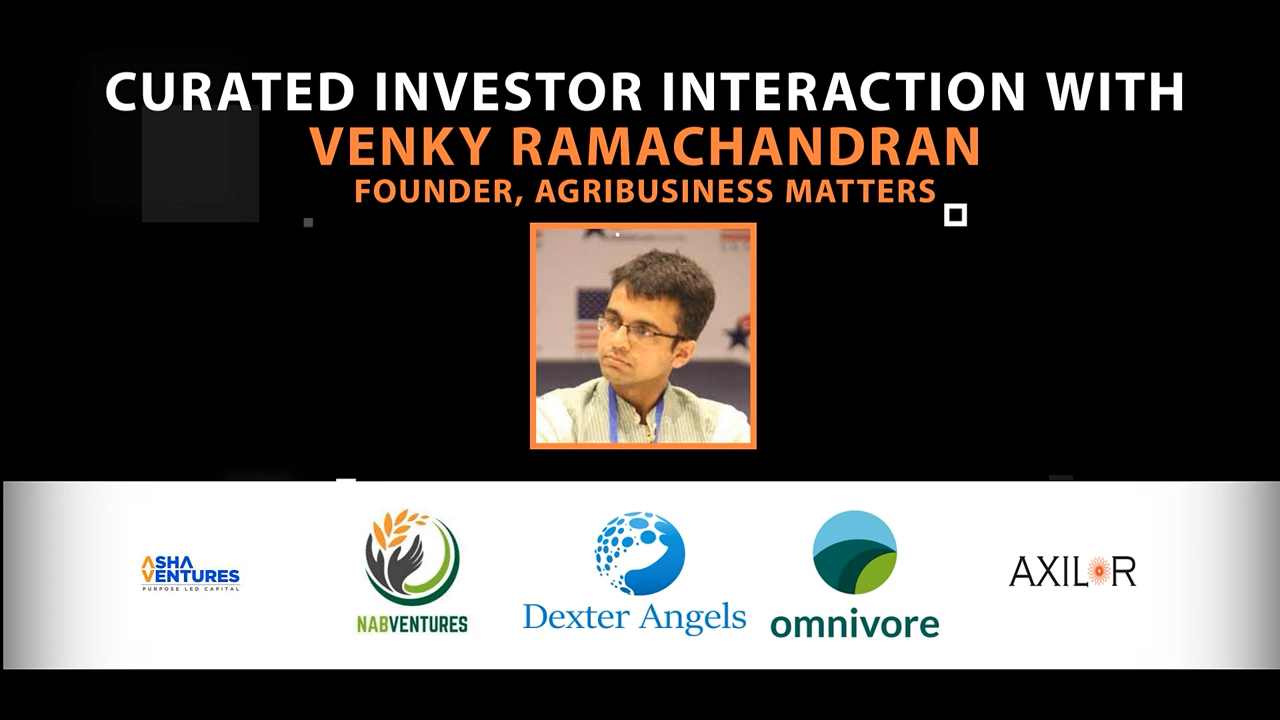 CURATED INVESTOR INTERACTION WITH
VENKY RAMACHANDRAN
FOUNDER, AGRIBUSINESS MATTERS
ASHA
VENTURES
PURPOSE LED CAPITAL
NABVENTURES
Dexter Angels
omnivore
AXILOR